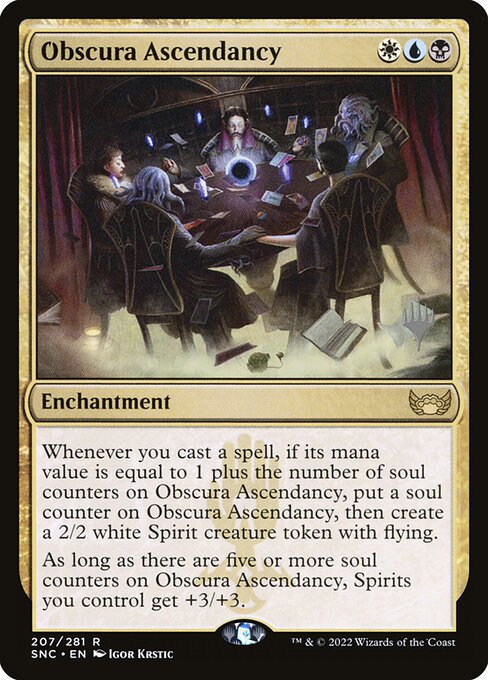 Obscura Ascendancy
Enchantment
Whenever you cast a spell, if its mana
value is equal to 1 plus the number of soul
counters on Obscura Ascendancy, put a soul
counter on Obscura Ascendancy, then create
a 2/2 white Spirit creature token with flying.
As long as there are five or more soul
counters on Obscura Ascendancy, Spirits
you control get +3/+3.
207/281 R
SNC • EN Igor Krstic
™ & © 2022 Wizards of the Coast